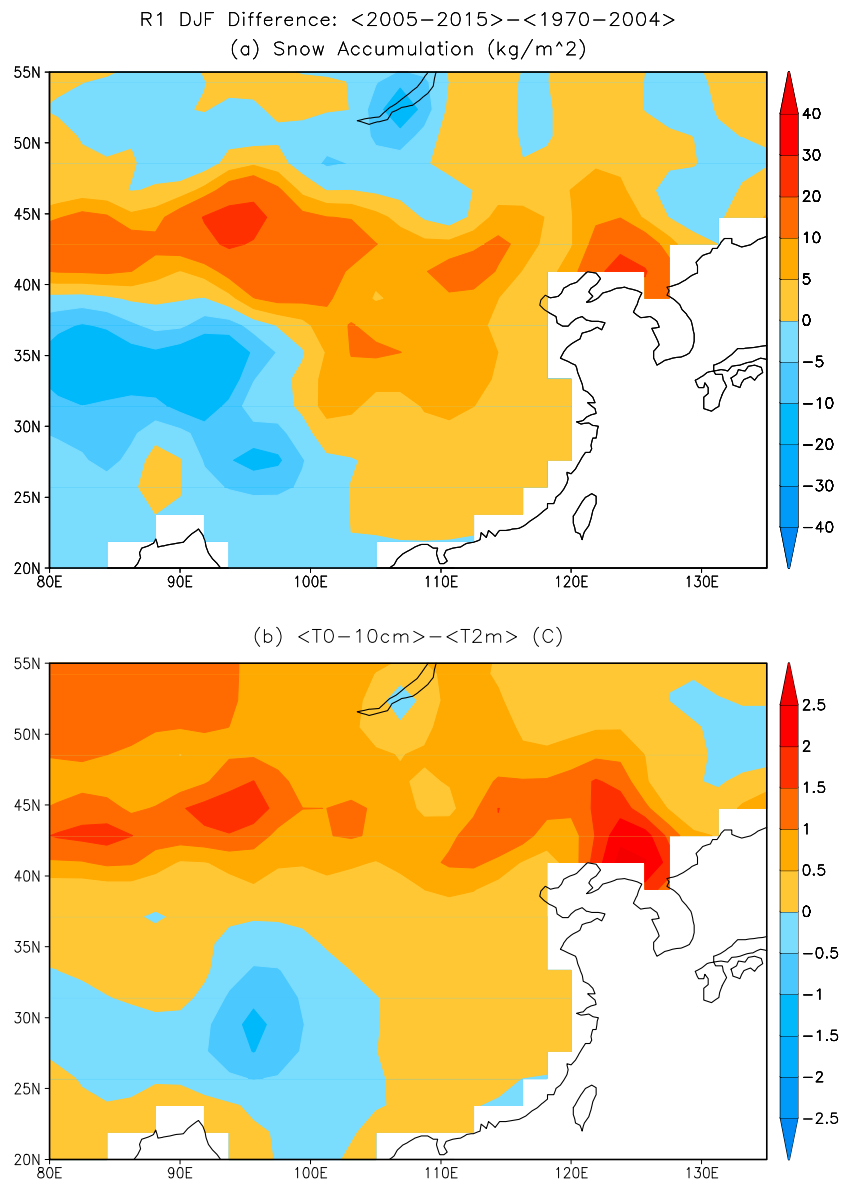 R1 DJF Difference: <2005-2015>-<1970-2004>
(a) Snow Accumulation (kg/m^2)
55N
50N
45N
40N
35N
30N
25N
20N
80E 90E 100E 110E 120E 130E
40
30
20
10
5
0
-5
-10
-20
-30
-40
(b) <T0-10cm>-<T2m> (C)
55N
50N
45N
40N
35N
30N
25N
20N
80E 90E 100E 110E 120E 130E
2.5
2
1.5
1
0.5
0
-0.5
-1
-1.5
-2
-2.5